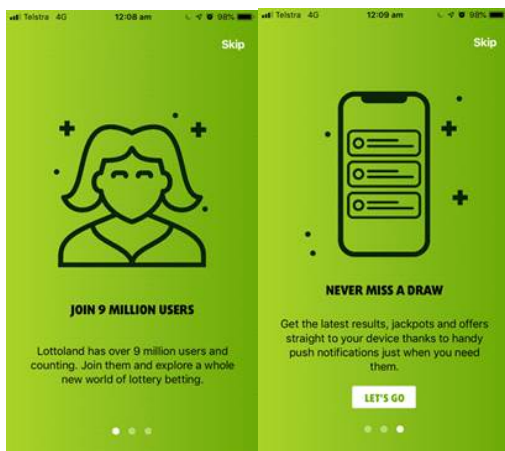 Telstra 4G 12:08 am 98%
Skip
JOIN 9 MILLION USERS
Lottoland has over 9 million users and
counting. Join them and explore a whole
new world of lottery betting.
Telstra 4G 12:09 am 98%
Skip
NEVER MISS A DRAW
Get the latest results, jackpots and offers
straight to your device thanks to handy
push notifications just when you need
them.
LET'S GO